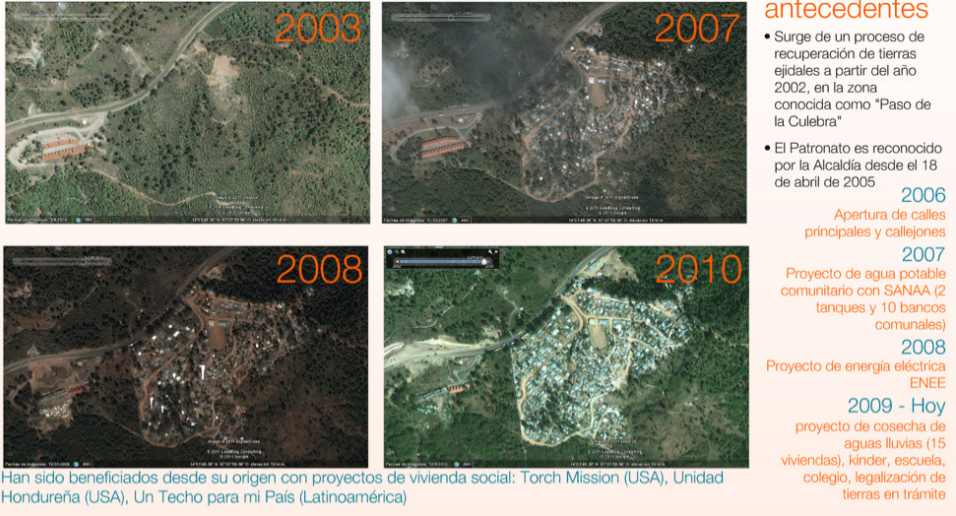 2003
2007
2008
2010
antecedentes
• Surge de un proceso de
recuperación de tierras
ejidales a partir del año
2002, en la zona
conocida como "Paso de
la Culebra"
• El Patronato es reconocido
por la Alcaldía desde el 18
de abril de 2005
2006
Apertura de calles
principales y callejones
2007
Proyecto de agua potable
comunitario con SANAA (2
tanques y 10 bancos
comunales)
2008
Proyecto de energía eléctrica
ENEE
2009 - Hoy
proyecto de cosecha de
aguas lluvias (15
viviendas), kinder, escuela,
colegio, legalización de
tierras en trámite
Han sido beneficiados desde su origen con proyectos de vivienda social: Torch Mission (USA), Unidad
Hondureña (USA), Un Techo para mi País (Latinoamérica)